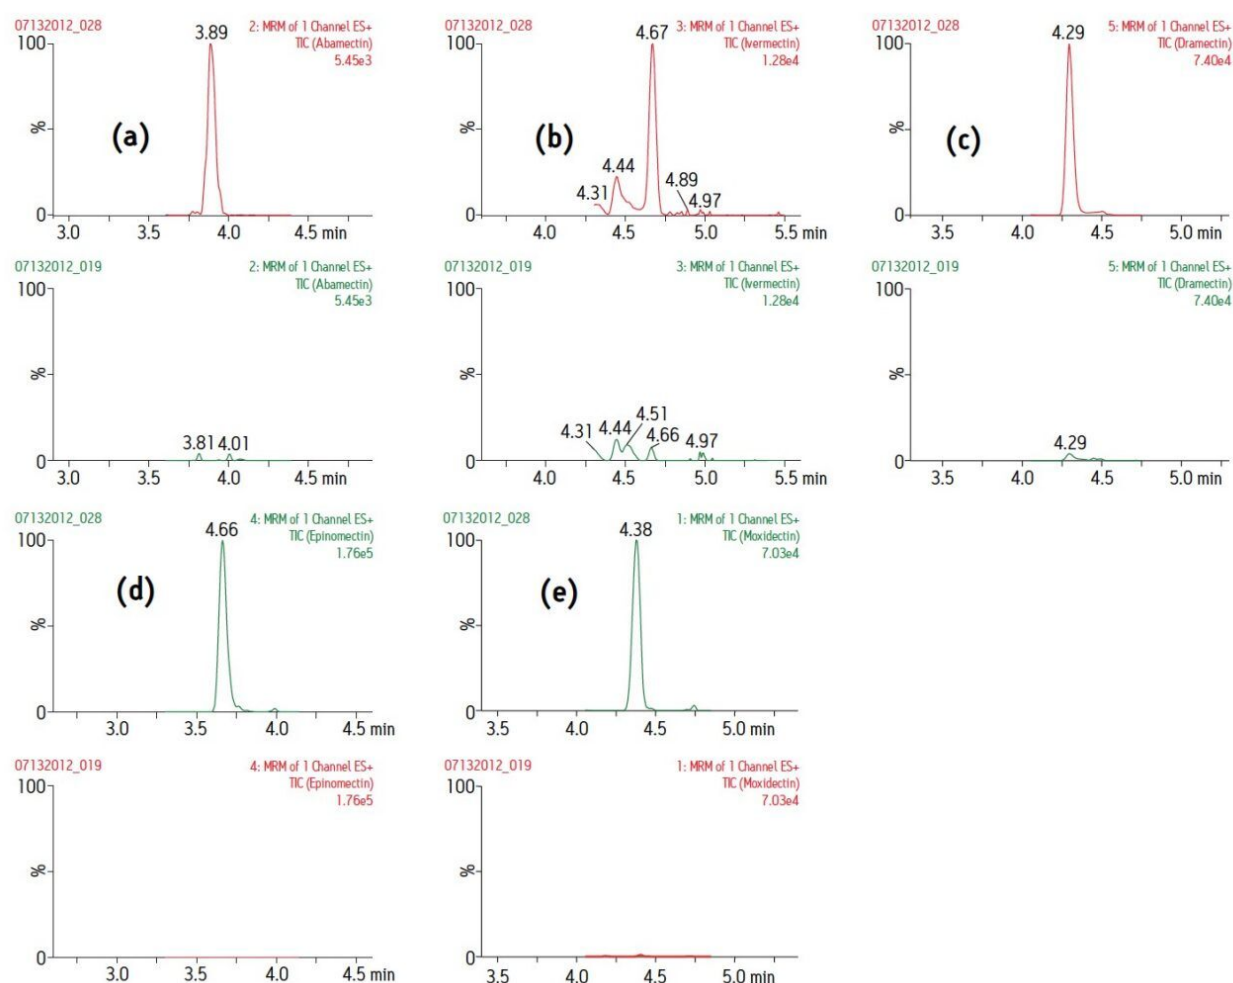 07132012_028
2: MRM of 1 Channel ES+
TIC (Abamectin)
5.45e3
3.89
100
%
0
(a)
3.0 3.5 4.0 4.5 min
07132012_028
3: MRM of 1 Channel ES+
TIC (Ivermectin)
1.28e4
4.67
100
%
0
(b)
4.31
4.44
4.89
4.97
4.0 4.5 5.0 5.5 min
07132012_028
5: MRM of 1 Channel ES+
TIC (Dramectin)
7.40e4
4.29
100
%
0
(c)
3.5 4.0 4.5 5.0 min
07132012_019
2: MRM of 1 Channel ES+
TIC (Abamectin)
5.45e3
100
%
0
3.81 4.01
3.0 3.5 4.0 4.5 min
07132012_019
3: MRM of 1 Channel ES+
TIC (Ivermectin)
1.28e4
100
%
0
4.31
4.44
4.51
4.66
4.97
4.0 4.5 5.0 5.5 min
07132012_019
5: MRM of 1 Channel ES+
TIC (Dramectin)
7.40e4
100
%
0
4.29
3.5 4.0 4.5 5.0 min
07132012_028
4: MRM of 1 Channel ES+
TIC (Epinomectin)
1.76e5
4.66
100
%
0
(d)
3.0 3.5 4.0 4.5 min
07132012_028
1: MRM of 1 Channel ES+
TIC (Moxidectin)
7.03e4
4.38
100
%
0
(e)
3.5 4.0 4.5 5.0 min
07132012_019
4: MRM of 1 Channel ES+
TIC (Epinomectin)
1.76e5
100
%
0
3.0 3.5 4.0 4.5 min
07132012_019
1: MRM of 1 Channel ES+
TIC (Moxidectin)
7.03e4
100
%
0
3.5 4.0 4.5 5.0 min